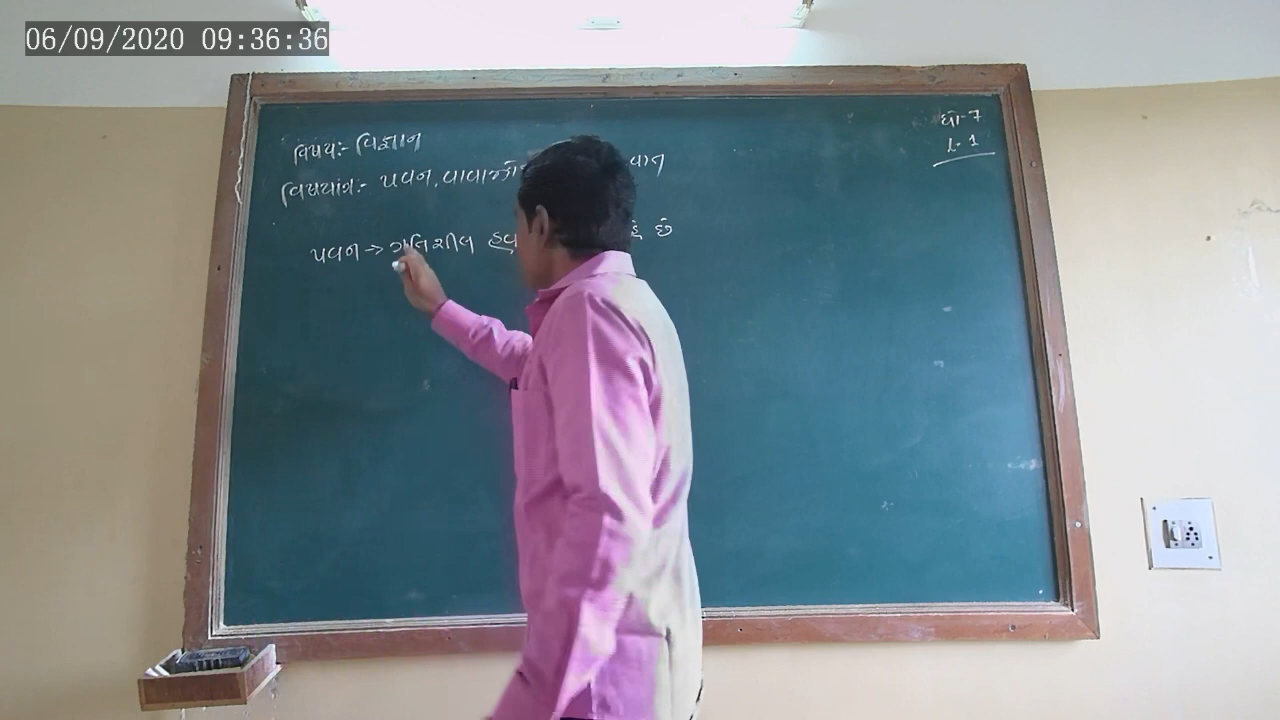 06/09/2020 09:36:36
ધો-7
L-1
વિષય:- વિજ્ઞાન
વિષયાંગ:- પવન, વાવાઝો વાન
પવન → ગતિશીલ હવ છે